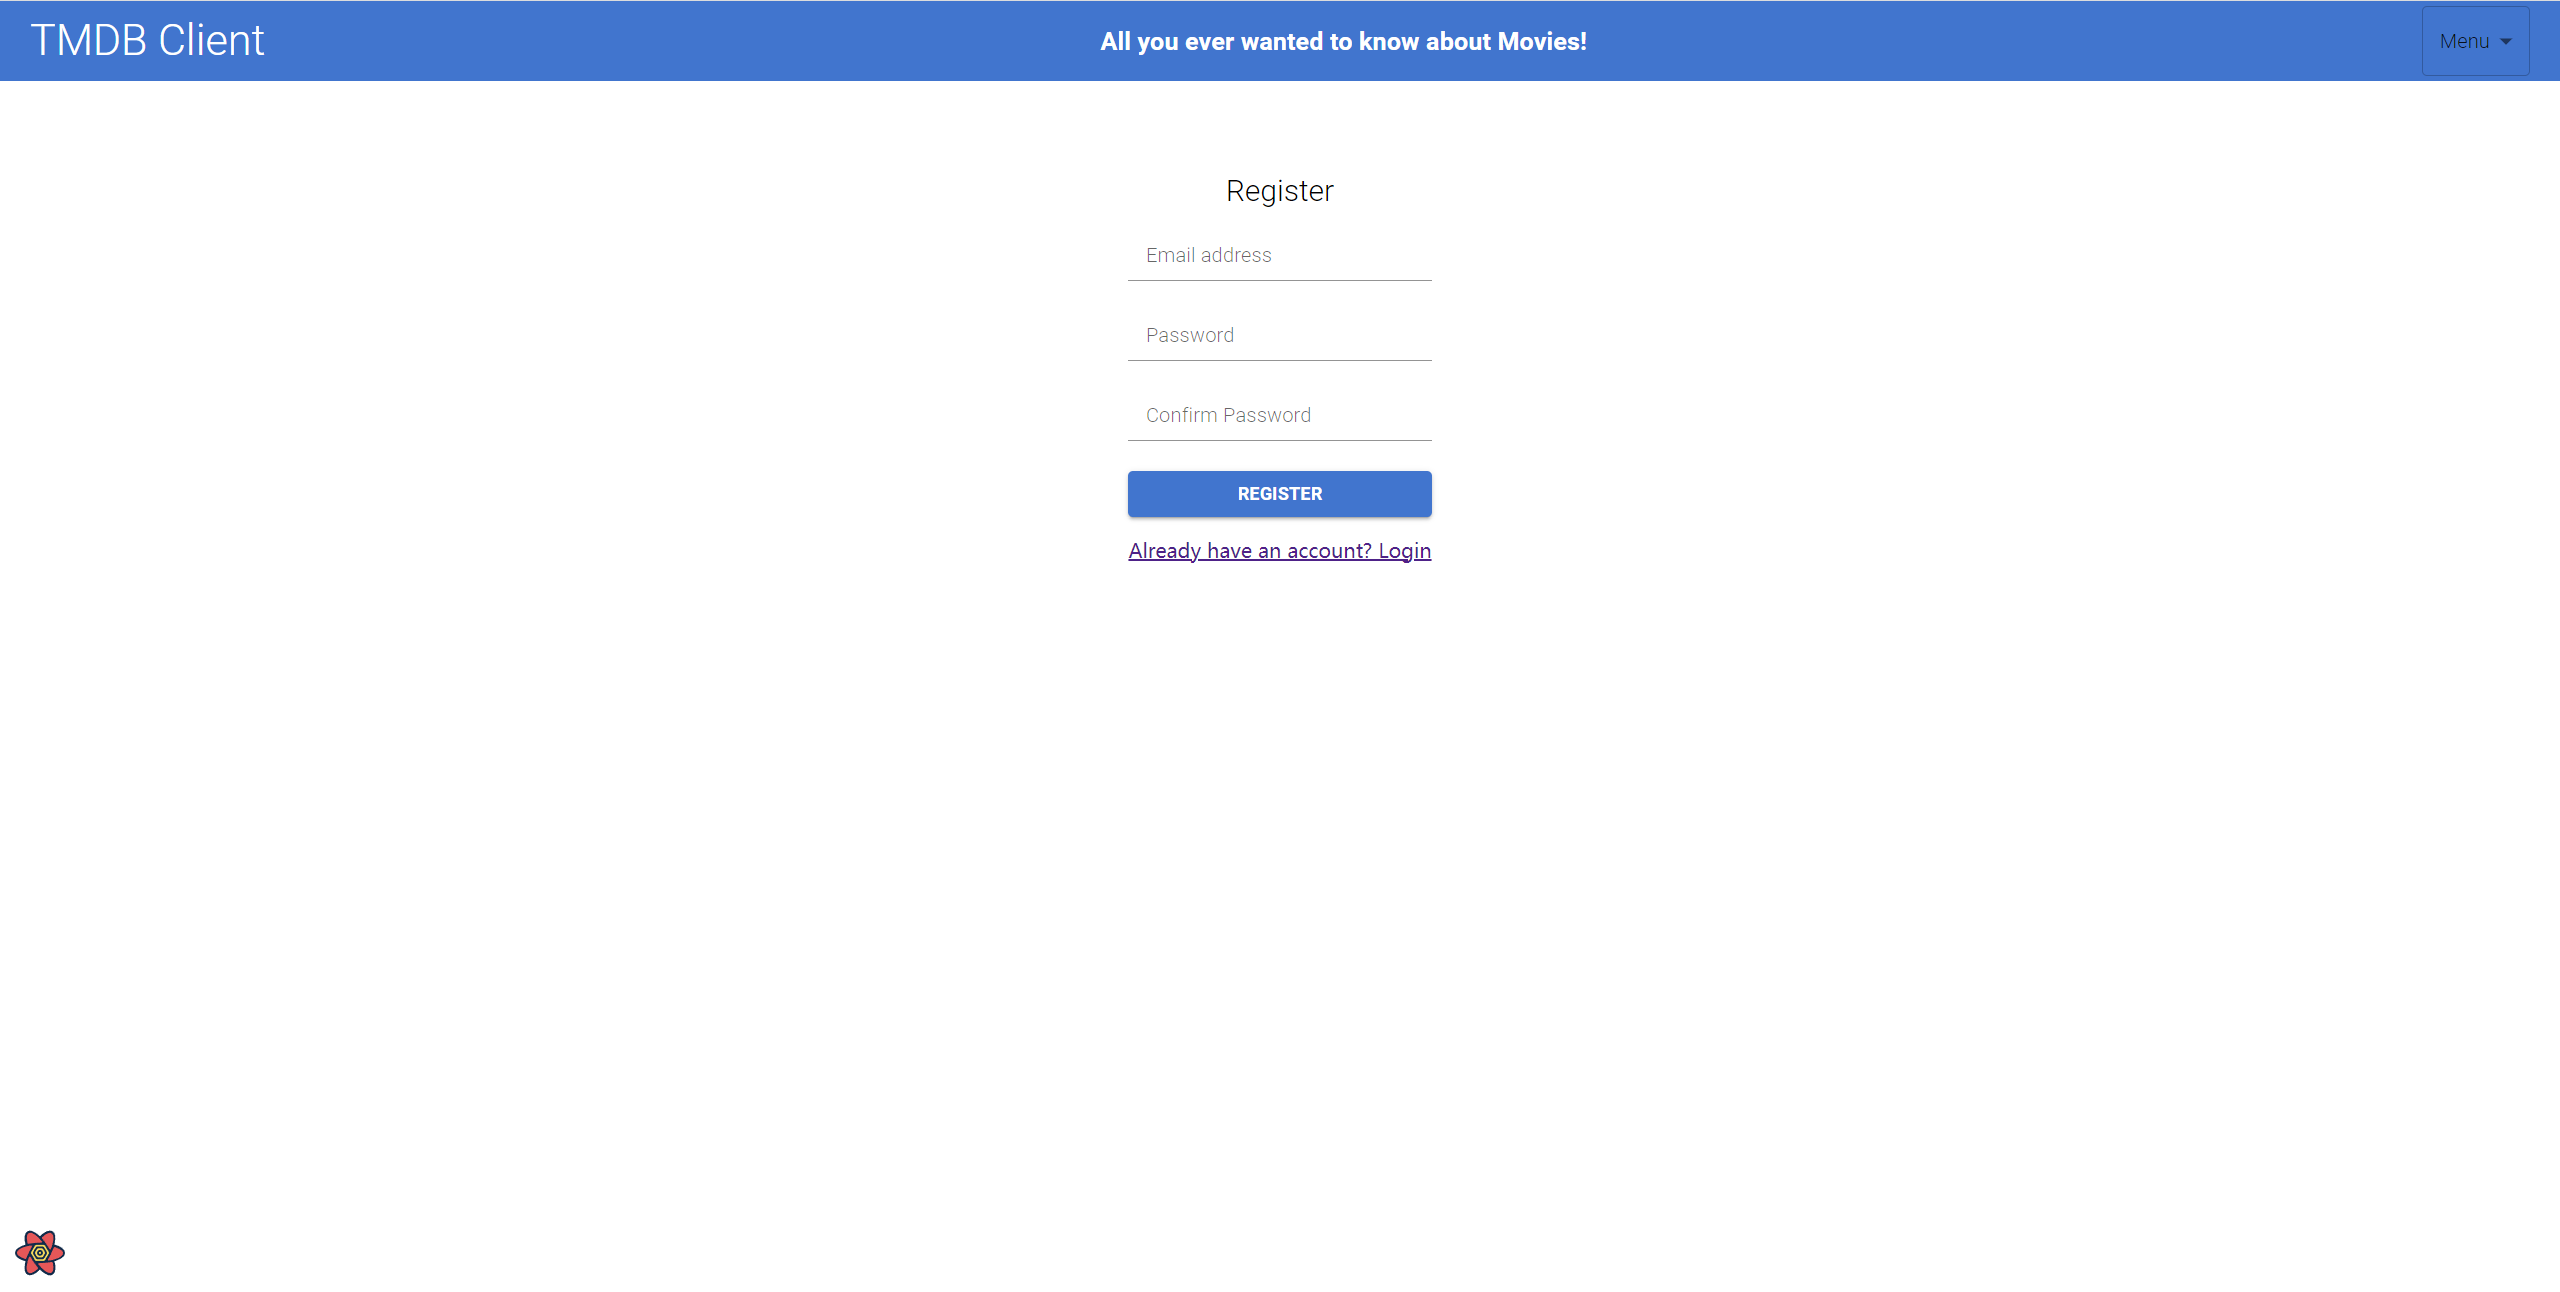 TMDB Client
All you ever wanted to know about Movies!
Menu
Register
Email address
Password
Confirm Password
REGISTER
Already have an account? Login